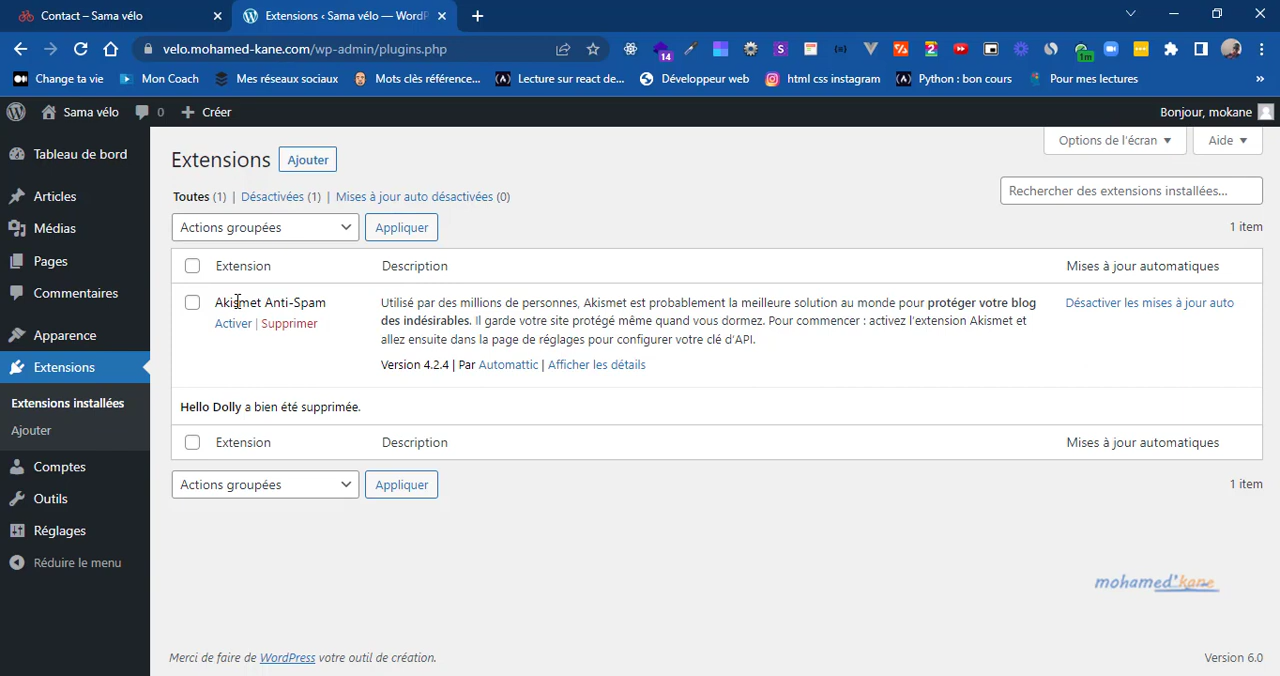 Contact – Sama vélo
Extensions ‹ Sama vélo — WordPr
velo.mohamed-kane.com/wp-admin/plugins.php
14
1m
Change ta vie
Mon Coach
Mes réseaux sociaux
Mots clés référence...
Lecture sur react de...
Développeur web
html css instagram
Python : bon cours
Pour mes lectures
»
Sama vélo
0
Créer
Bonjour, mokane
Tableau de bord
Articles
Médias
Pages
Commentaires
Apparence
Extensions
Extensions installées
Ajouter
Comptes
Outils
Réglages
Réduire le menu
Options de l'écran
Aide
Extensions
Ajouter
Toutes (1) | Désactivées (1) | Mises à jour auto désactivées (0)
Rechercher des extensions installées...
Actions groupées
Appliquer
1 item
Extension
Description
Mises à jour automatiques
Akismet Anti-Spam
Activer | Supprimer
Utilisé par des millions de personnes, Akismet est probablement la meilleure solution au monde pour protéger votre blog
des indésirables. Il garde votre site protégé même quand vous dormez. Pour commencer : activez l'extension Akismet et
allez ensuite dans la page de réglages pour configurer votre clé d'API.
Version 4.2.4 | Par Automattic | Afficher les détails
Désactiver les mises à jour auto
Hello Dolly a bien été supprimée.
Extension
Description
Mises à jour automatiques
Actions groupées
Appliquer
1 item
mohamed'kane
Merci de faire de WordPress votre outil de création.
Version 6.0